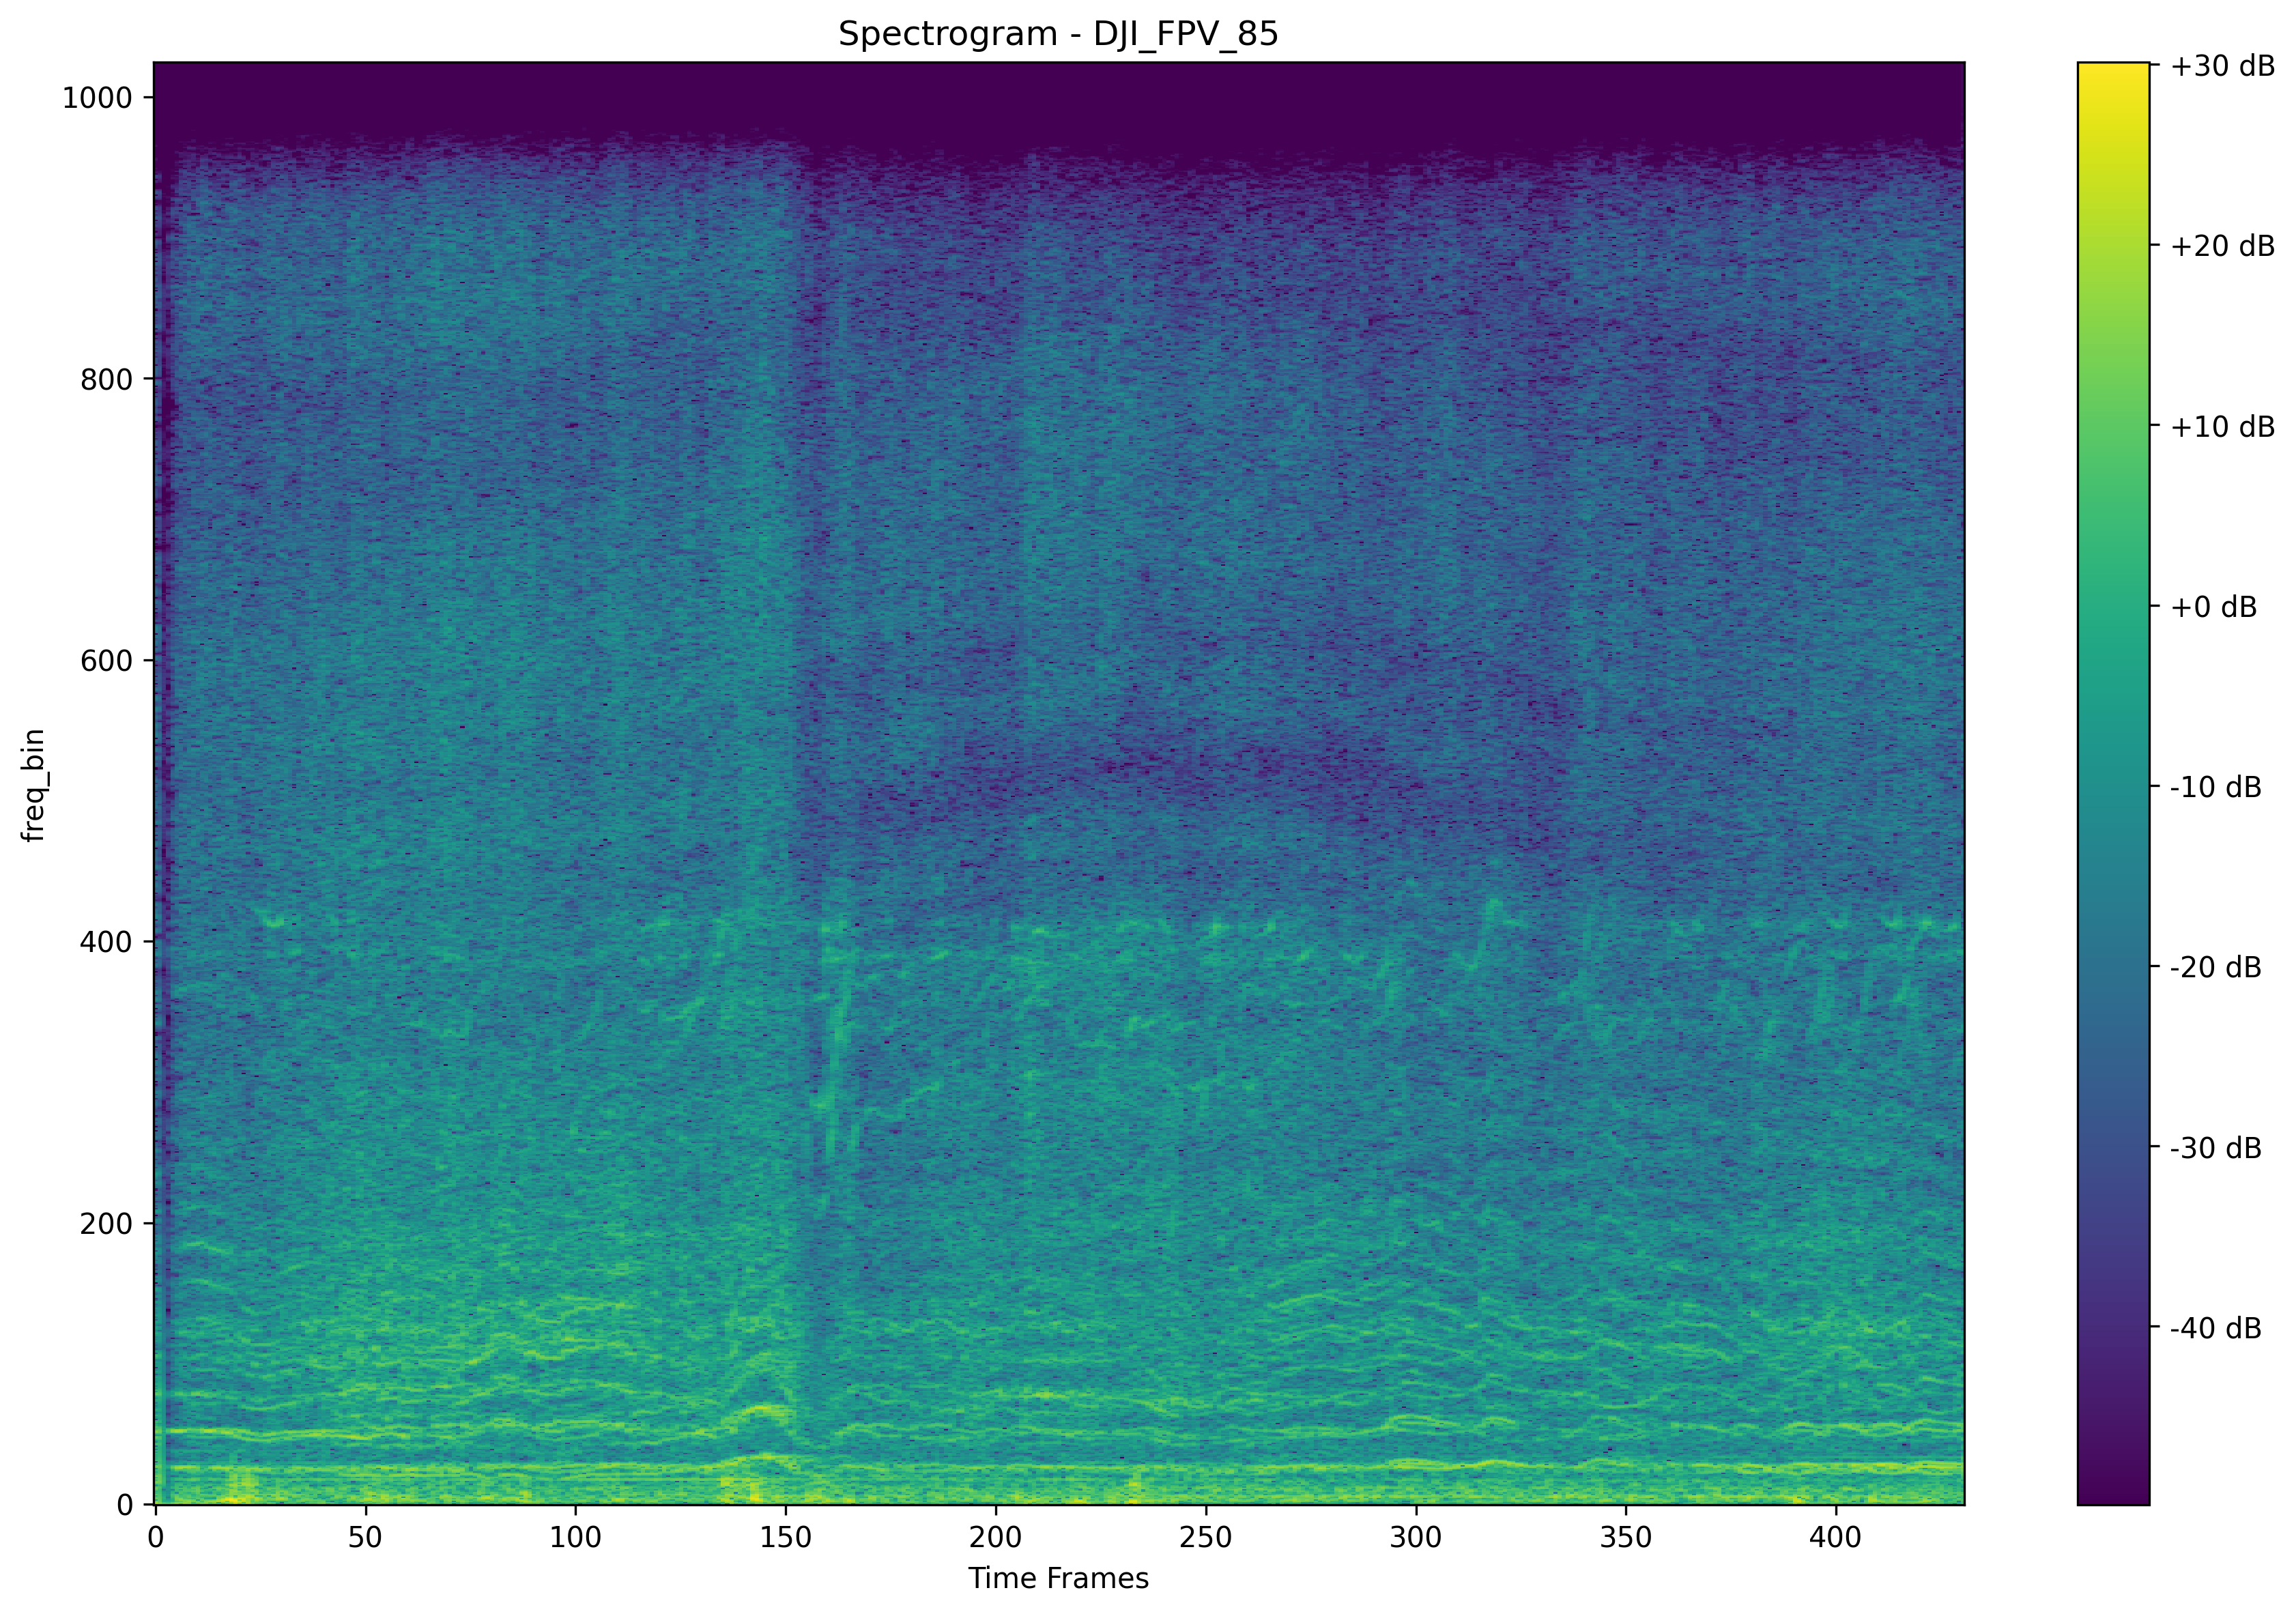 Spectrogram - DJI_FPV_85
freq_bin
1000
800
600
400
200
0
0 50 100 150 200 250 300 350 400
Time Frames
+30 dB
+20 dB
+10 dB
+0 dB
-10 dB
-20 dB
-30 dB
-40 dB